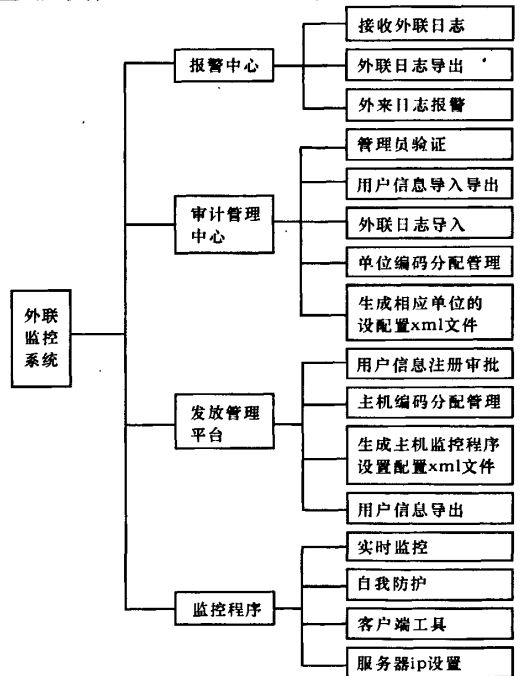 接收外联日志
报警中心
外联日志导出
外来日志报警
管理员验证
用户信息导入导出
审计管理
中心
外联日志导入
单位编码分配管理
生成相应单位的
设配置xml文件
外联
监控
系统
用户信息注册审批
主机编码分配管理
发放管理
平台
生成主机监控程序
设置配置xml文件
用户信息导出
实时监控
自我防护
监控程序
客户端工具
服务器ip设置